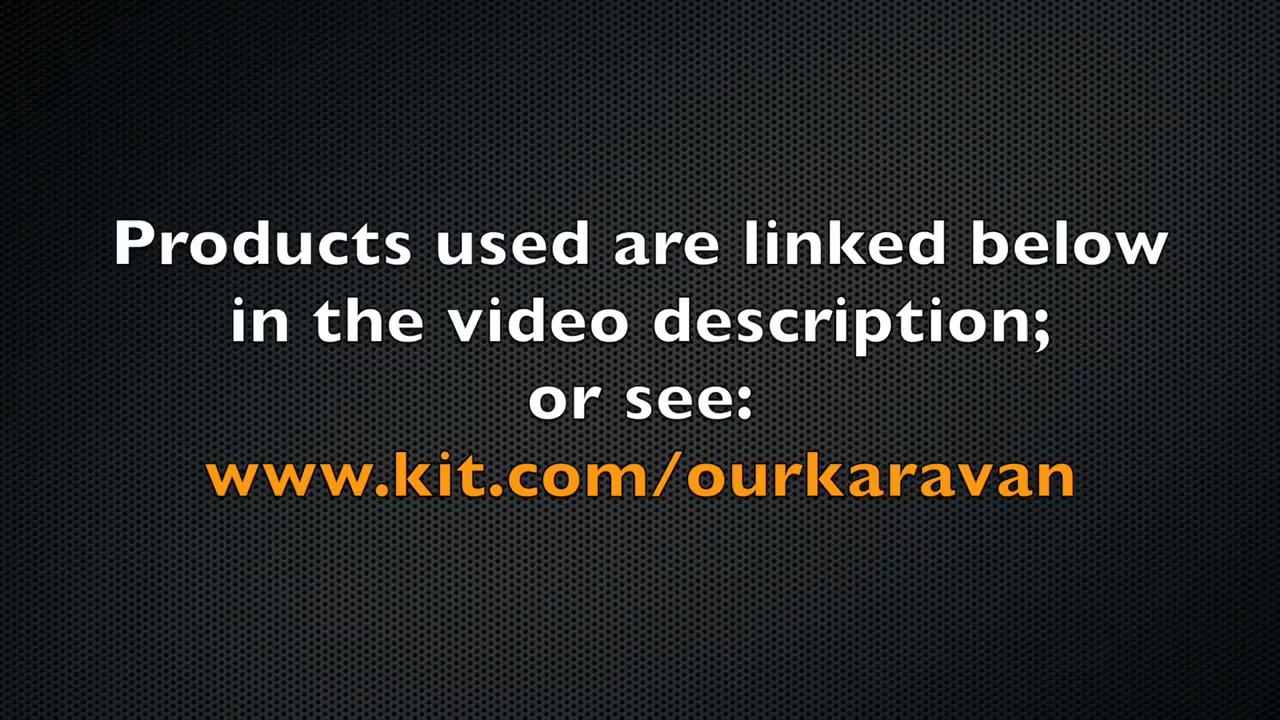 Products used are linked below
in the video description;
or see:
www.kit.com/ourkaravan